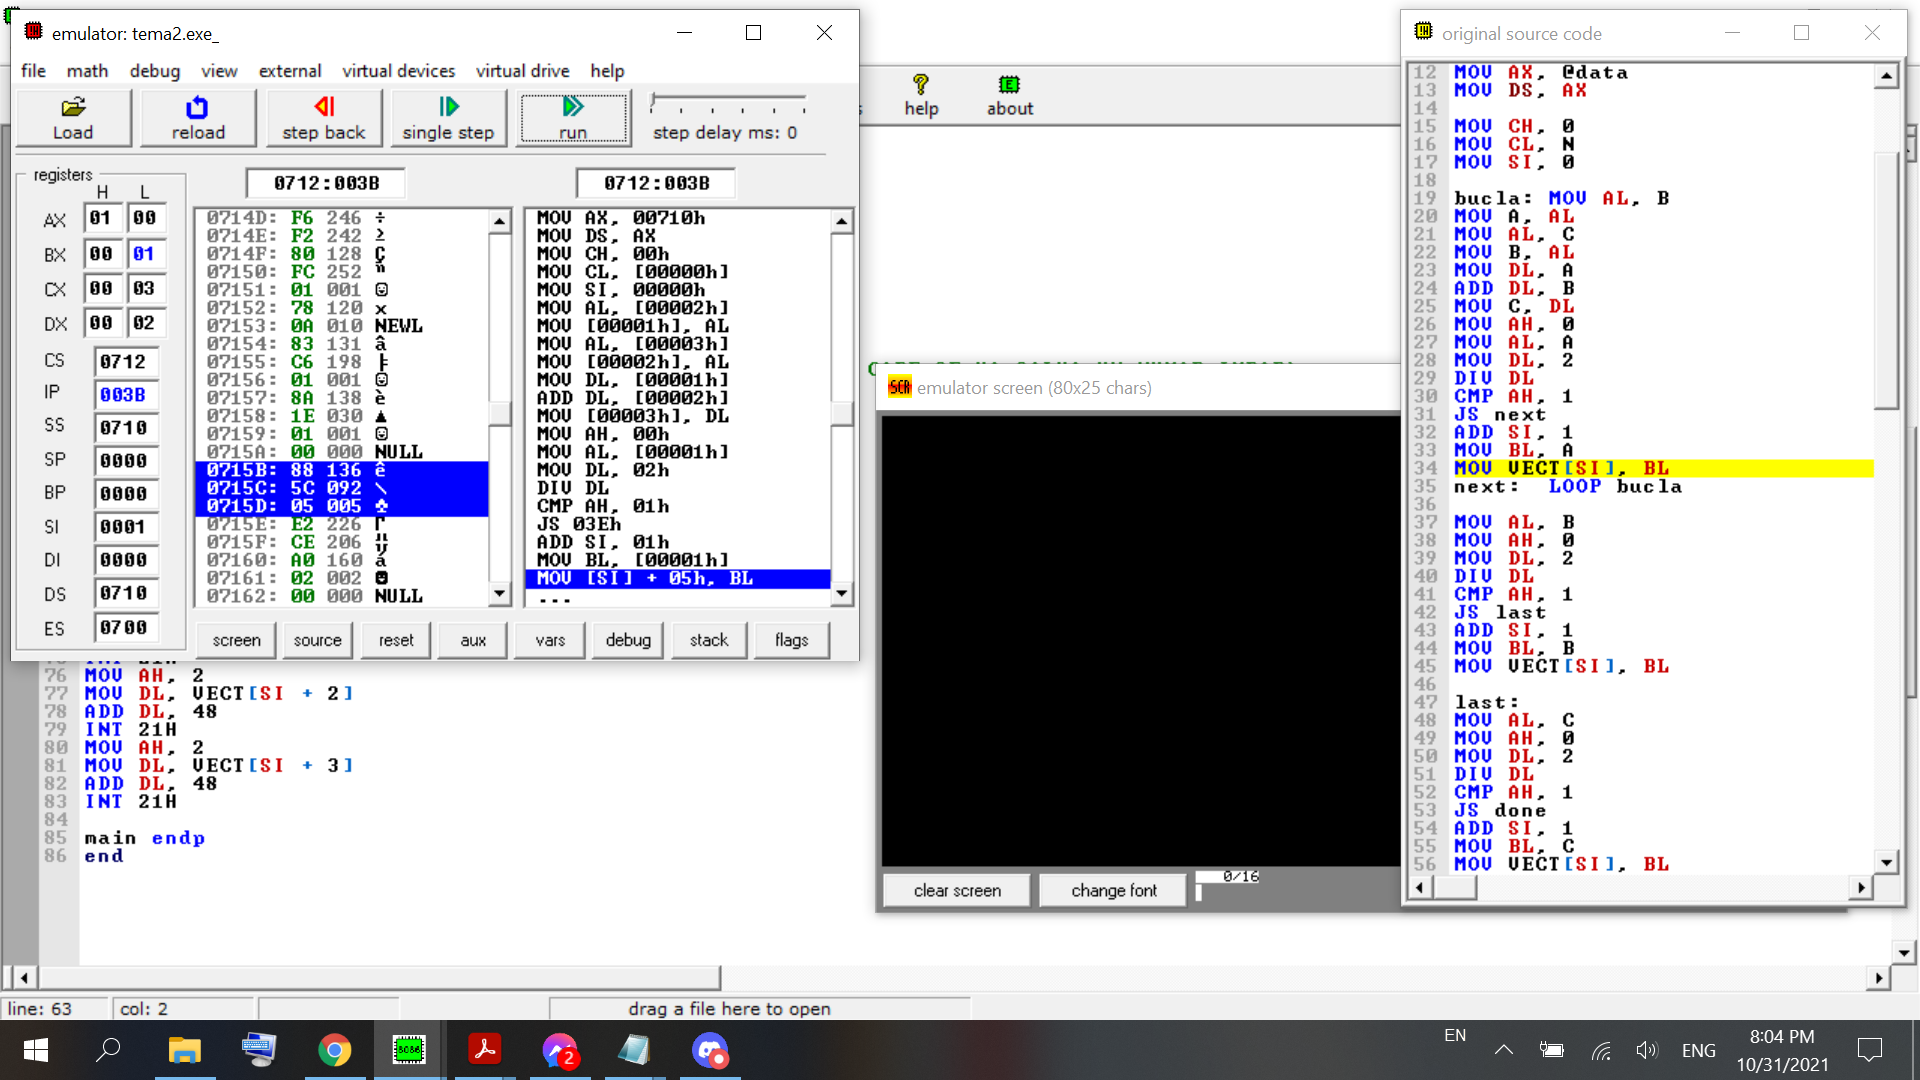 emulator: tema2.exe_
file math debug view external virtual devices virtual drive help
Load reload step back single step run step delay ms: 0
registers
H L
AX 01 00
BX 00 01
CX 00 03
DX 00 02
CS 0712
IP 003B
SS 0710
SP 0000
BP 0000
SI 0001
DI 0000
DS 0710
ES 0700
0712:003B 0712:003B
0714D: F6 246 ÷
0714E: F2 242 ≥
0714F: 80 128 Ç
07150: FC 252 ⁿ
07151: 01 001 ☺
07152: 78 120 x
07153: 0A 010 NEWL
07154: 83 131 â
07155: C6 198 ╞
07156: 01 001 ☺
07157: 8A 138 è
07158: 1E 030 ▲
07159: 01 001 ☺
0715A: 00 000 NULL
0715B: 88 136 ê
0715C: 5C 092 \
0715D: 05 005 ♣
0715E: E2 226 Γ
0715F: CE 206 ╬
07160: A0 160 á
07161: 02 002 ☻
07162: 00 000 NULL
MOV AX, 00710h
MOV DS, AX
MOV CH, 00h
MOV CL, [00000h]
MOV SI, 00000h
MOV AL, [00002h]
MOV [00001h], AL
MOV AL, [00003h]
MOV [00002h], AL
MOV DL, [00001h]
ADD DL, [00002h]
MOV [00003h], DL
MOV AH, 00h
MOV AL, [00001h]
MOV DL, 02h
DIV DL
CMP AH, 01h
JS 03Eh
ADD SI, 01h
MOV BL, [00001h]
MOV [SI] + 05h, BL
...
screen source reset aux vars debug stack flags
76 MOV AH, 2
77 MOV DL, VECT[SI + 2]
78 ADD DL, 48
79 INT 21H
80 MOV AH, 2
81 MOV DL, VECT[SI + 3]
82 ADD DL, 48
83 INT 21H
84
85 main endp
86 end
help about
emulator screen (80x25 chars)
clear screen change font 0/16
original source code
12 MOV AX, @data
13 MOV DS, AX
14
15 MOV CH, 0
16 MOV CL, N
17 MOV SI, 0
18
19 bucla: MOV AL, B
20 MOV A, AL
21 MOV AL, C
22 MOV B, AL
23 MOV DL, A
24 ADD DL, B
25 MOV C, DL
26 MOV AH, 0
27 MOV AL, A
28 MOV DL, 2
29 DIV DL
30 CMP AH, 1
31 JS next
32 ADD SI, 1
33 MOV BL, A
34 MOV VECT[SI], BL
35 next: LOOP bucla
36
37 MOV AL, B
38 MOV AH, 0
39 MOV DL, 2
40 DIV DL
41 CMP AH, 1
42 JS last
43 ADD SI, 1
44 MOV BL, B
45 MOV VECT[SI], BL
46
47 last:
48 MOV AL, C
49 MOV AH, 0
50 MOV DL, 2
51 DIV DL
52 CMP AH, 1
53 JS done
54 ADD SI, 1
55 MOV BL, C
56 MOV VECT[SI], BL
line: 63 col: 2 drag a file here to open
8086
2
EN
ENG
8:04 PM
10/31/2021